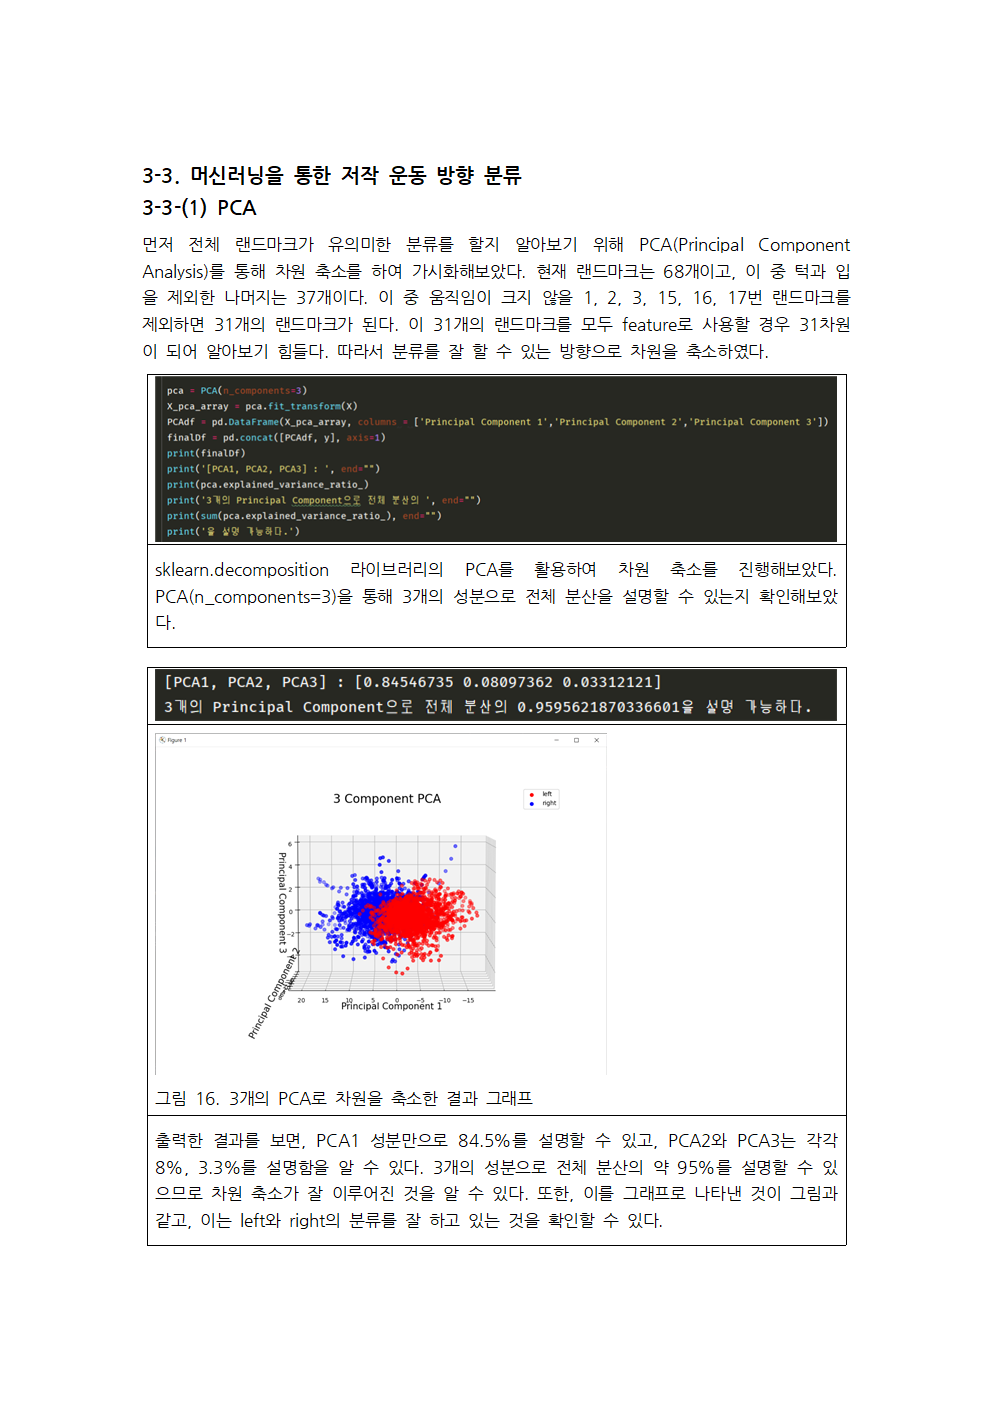 3-3. 머신러닝을 통한 저작 운동 방향 분류
3-3-(1) PCA
먼저 전체 랜드마크가 유의미한 분류를 할지 알아보기 위해 PCA(Principal Component
Analysis)를 통해 차원 축소를 하여 가시화해보았다. 현재 랜드마크는 68개이고, 이 중 턱과 입
을 제외한 나머지는 37개이다. 이 중 움직임이 크지 않을 1, 2, 3, 15, 16, 17번 랜드마크를
제외하면 31개의 랜드마크가 된다. 이 31개의 랜드마크를 모두 feature로 사용할 경우 31차원
이 되어 알아보기 힘들다. 따라서 분류를 잘 할 수 있는 방향으로 차원을 축소하였다.
pca = PCA(n_components=3)
X_pca_array = pca.fit_transform(X)
PCAdf = pd.DataFrame(X_pca_array, columns = ['Principal Component 1','Principal Component 2','Principal Component 3'])
finalDf = pd.concat([PCAdf, y], axis=1)
print(finalDf)
print('[PCA1, PCA2, PCA3] : ', end="")
print(pca.explained_variance_ratio_)
print('3개의 Principal Component으로 전체 분산의 ', end="")
print(sum(pca.explained_variance_ratio_), end="")
print('을 설명 가능하다.')
sklearn.decomposition 라이브러리의 PCA를 활용하여 차원 축소를 진행해보았다.
PCA(n_components=3)을 통해 3개의 성분으로 전체 분산을 설명할 수 있는지 확인해보았
다.
[PCA1, PCA2, PCA3] : [0.84546735 0.08097362 0.03312121]
3개의 Principal Component으로 전체 분산의 0.9595621870336601을 설명 가능하다.
Figure 1
3 Component PCA
left
right
6
4
2
0
−2
Principal Component 3
Principal Component 2
20 15 10 5 0 −5 −10 −15
Principal Component 1
그림 16. 3개의 PCA로 차원을 축소한 결과 그래프
출력한 결과를 보면, PCA1 성분만으로 84.5%를 설명할 수 있고, PCA2와 PCA3는 각각
8%, 3.3%를 설명함을 알 수 있다. 3개의 성분으로 전체 분산의 약 95%를 설명할 수 있
으므로 차원 축소가 잘 이루어진 것을 알 수 있다. 또한, 이를 그래프로 나타낸 것이 그림과
같고, 이는 left와 right의 분류를 잘 하고 있는 것을 확인할 수 있다.